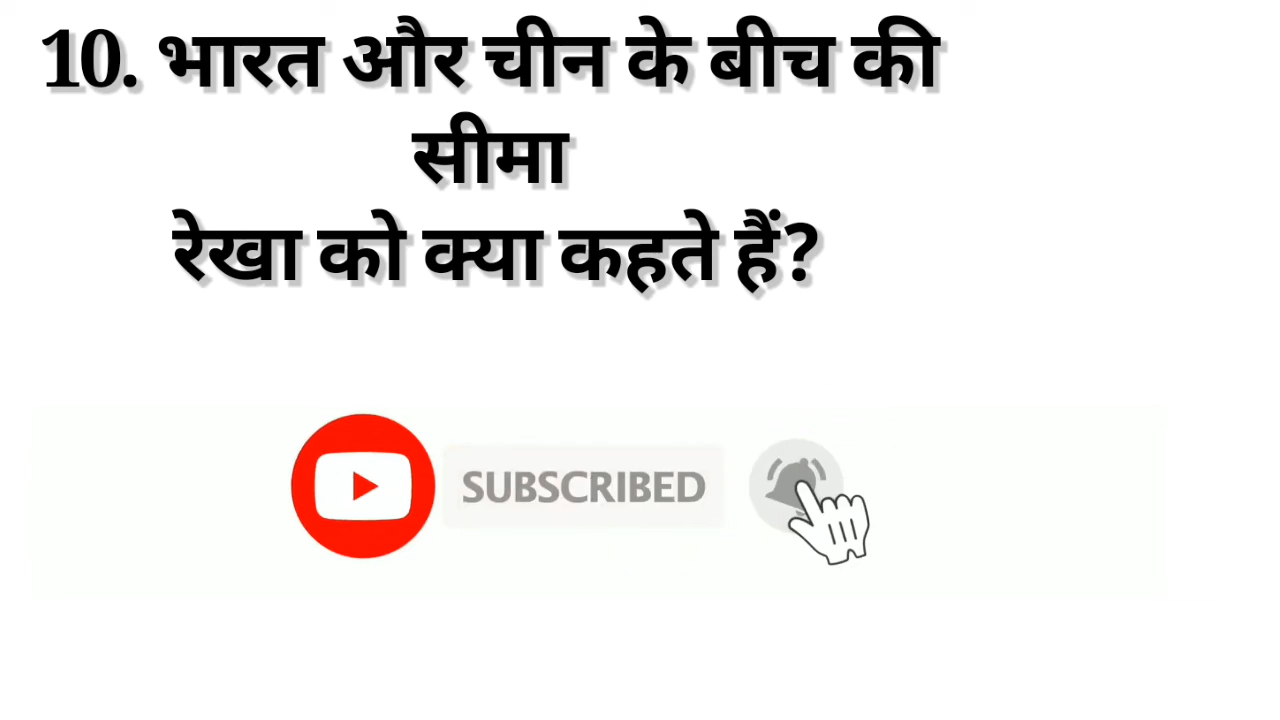 10. भारत और चीन के बीच की
सीमा
रेखा को क्या कहते हैं?
SUBSCRIBED